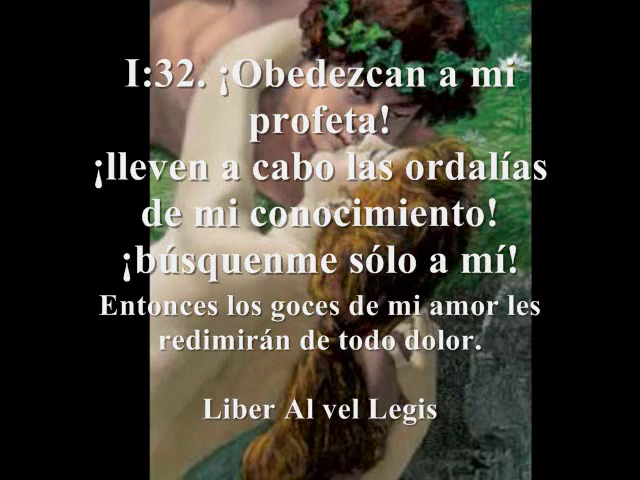 I:32. ¡Obedezcan a mi
profeta!
¡lleven a cabo las ordalías
de mi conocimiento!
¡búsquenme sólo a mí!
Entonces los goces de mi amor les
redimirán de todo dolor.
Liber Al vel Legis